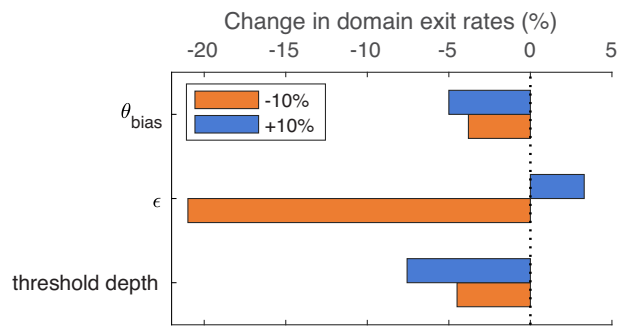 Change in domain exit rates (%)
-20 -15 -10 -5 0 5
-10%
+10%
θbias
ϵ
threshold depth